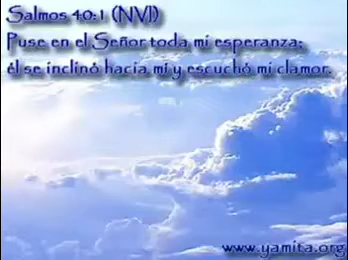 Salmos 40:1 (NVI)
Puse en el Señor toda mi esperanza;
él se inclinó hacia mi y escuchó mi clamor.
www.yamita.org